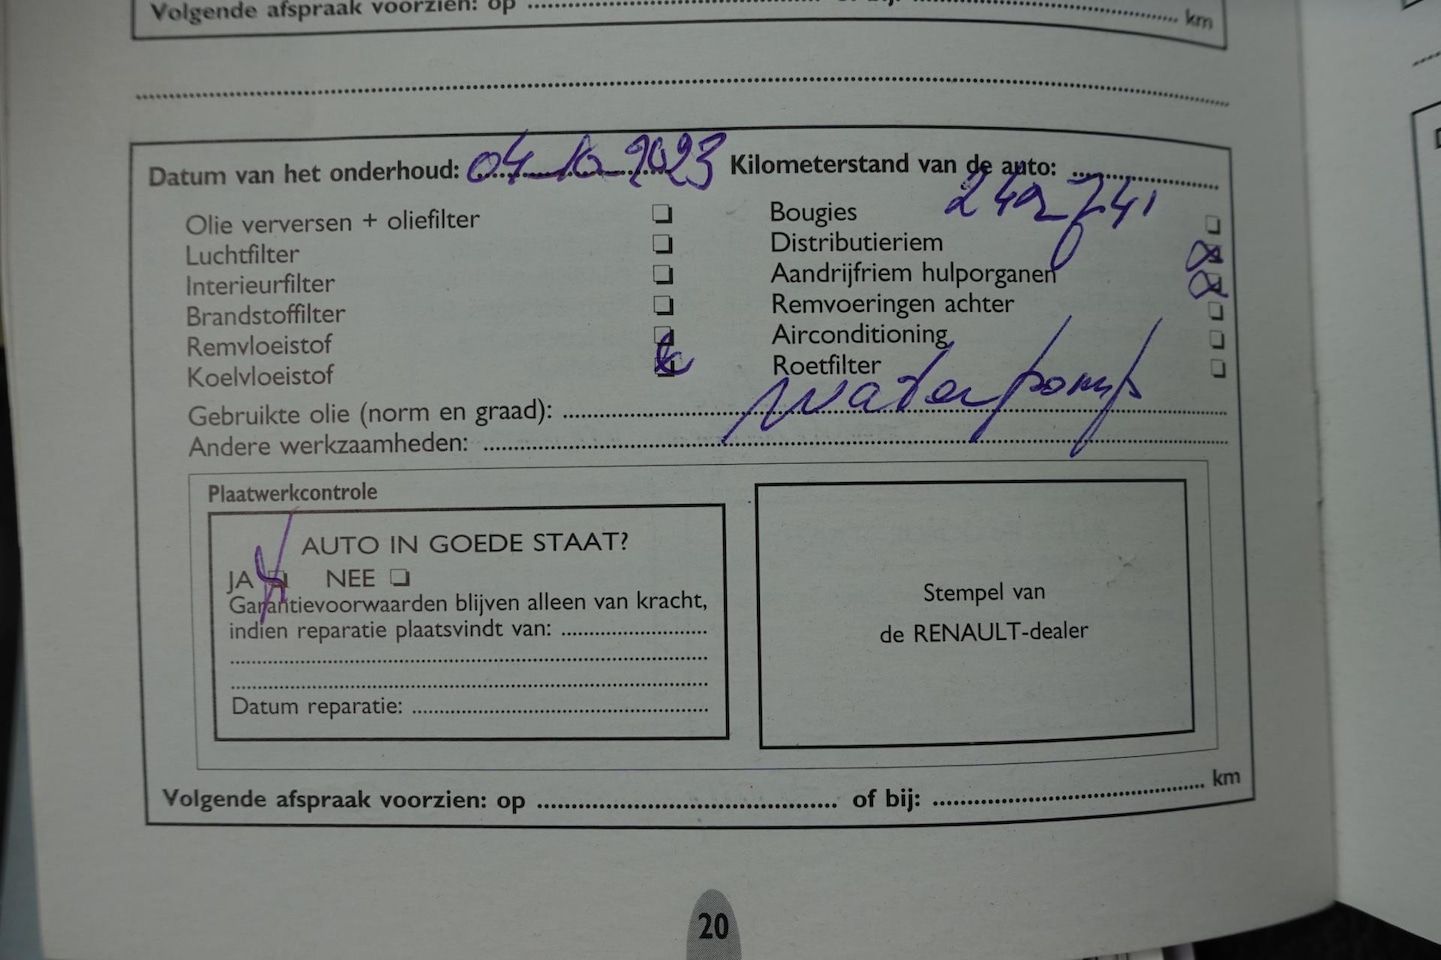 Volgende afspraak voorzien: op .......... of bij: .......... km
Datum van het onderhoud: 04-10-2023 Kilometerstand van de auto:
Olie verversen + oliefilter
Luchtfilter
Interieurfilter
Brandstoffilter
Remvloeistof
Koelvloeistof
Bougies
Distributieriem
Aandrijfriem hulporganen
Remvoeringen achter
Airconditioning
Roetfilter
waterpomp
Gebruikte olie (norm en graad): ..........
Andere werkzaamheden: ..........
Plaatwerkcontrole
AUTO IN GOEDE STAAT?
JA NEE
Garantievoorwaarden blijven alleen van kracht,
indien reparatie plaatsvindt van: ..........
Datum reparatie: ..........
Stempel van
de RENAULT-dealer
Volgende afspraak voorzien: op .......... of bij: .......... km
20